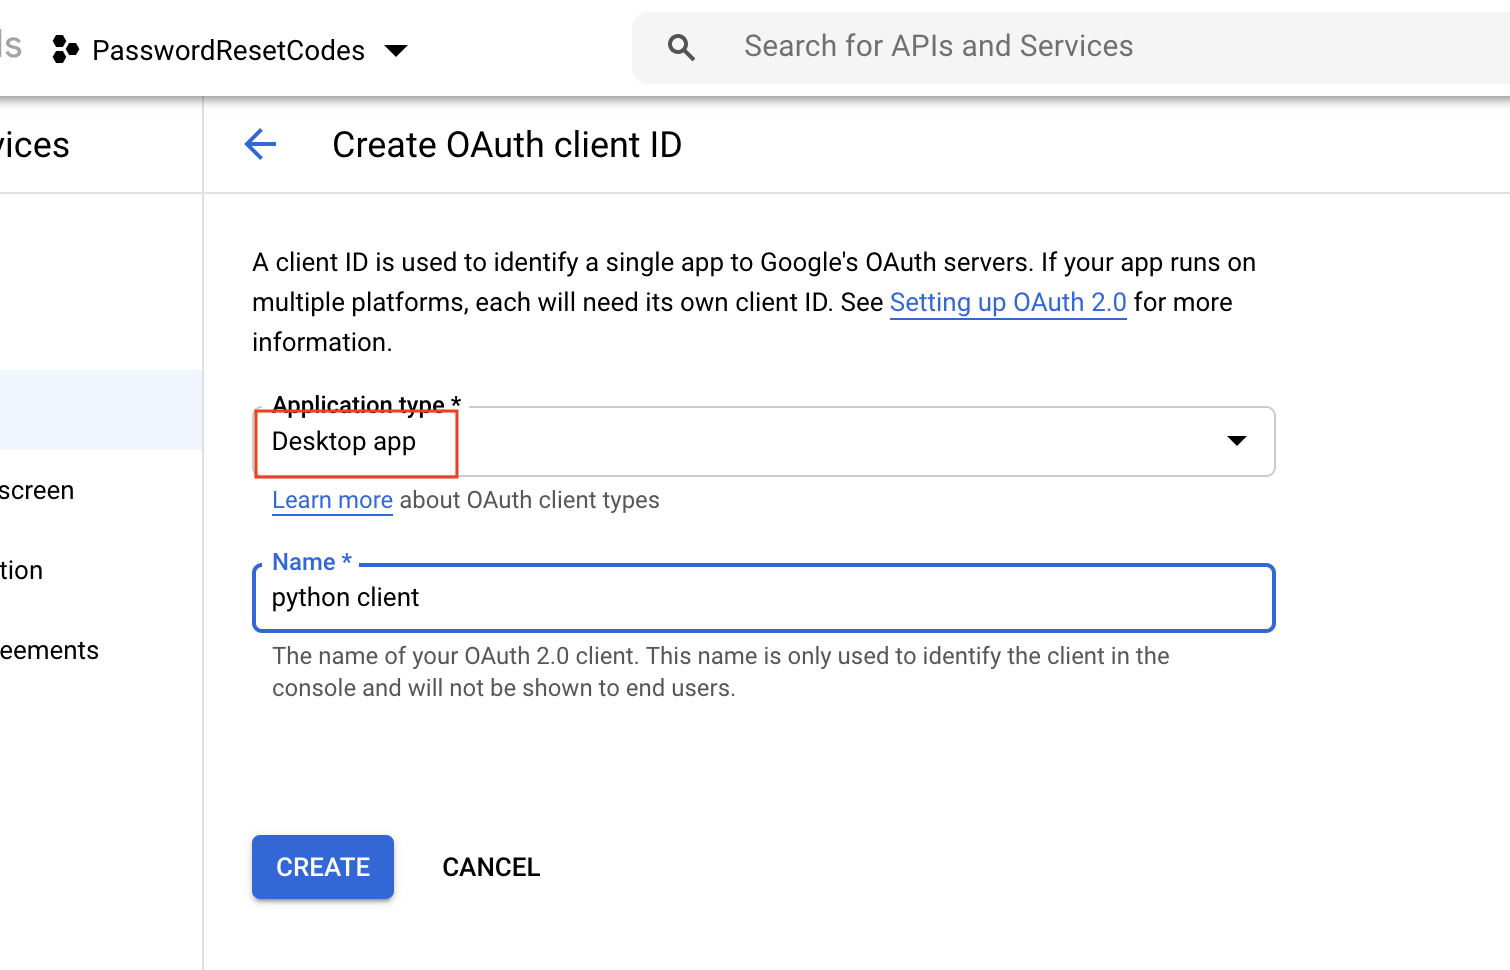 PasswordResetCodes
Search for APIs and Services
Create OAuth client ID
A client ID is used to identify a single app to Google's OAuth servers. If your app runs on
multiple platforms, each will need its own client ID. See Setting up OAuth 2.0 for more
information.
Application type *
Desktop app
Learn more about OAuth client types
Name *
python client
The name of your OAuth 2.0 client. This name is only used to identify the client in the
console and will not be shown to end users.
CREATE CANCEL
screen